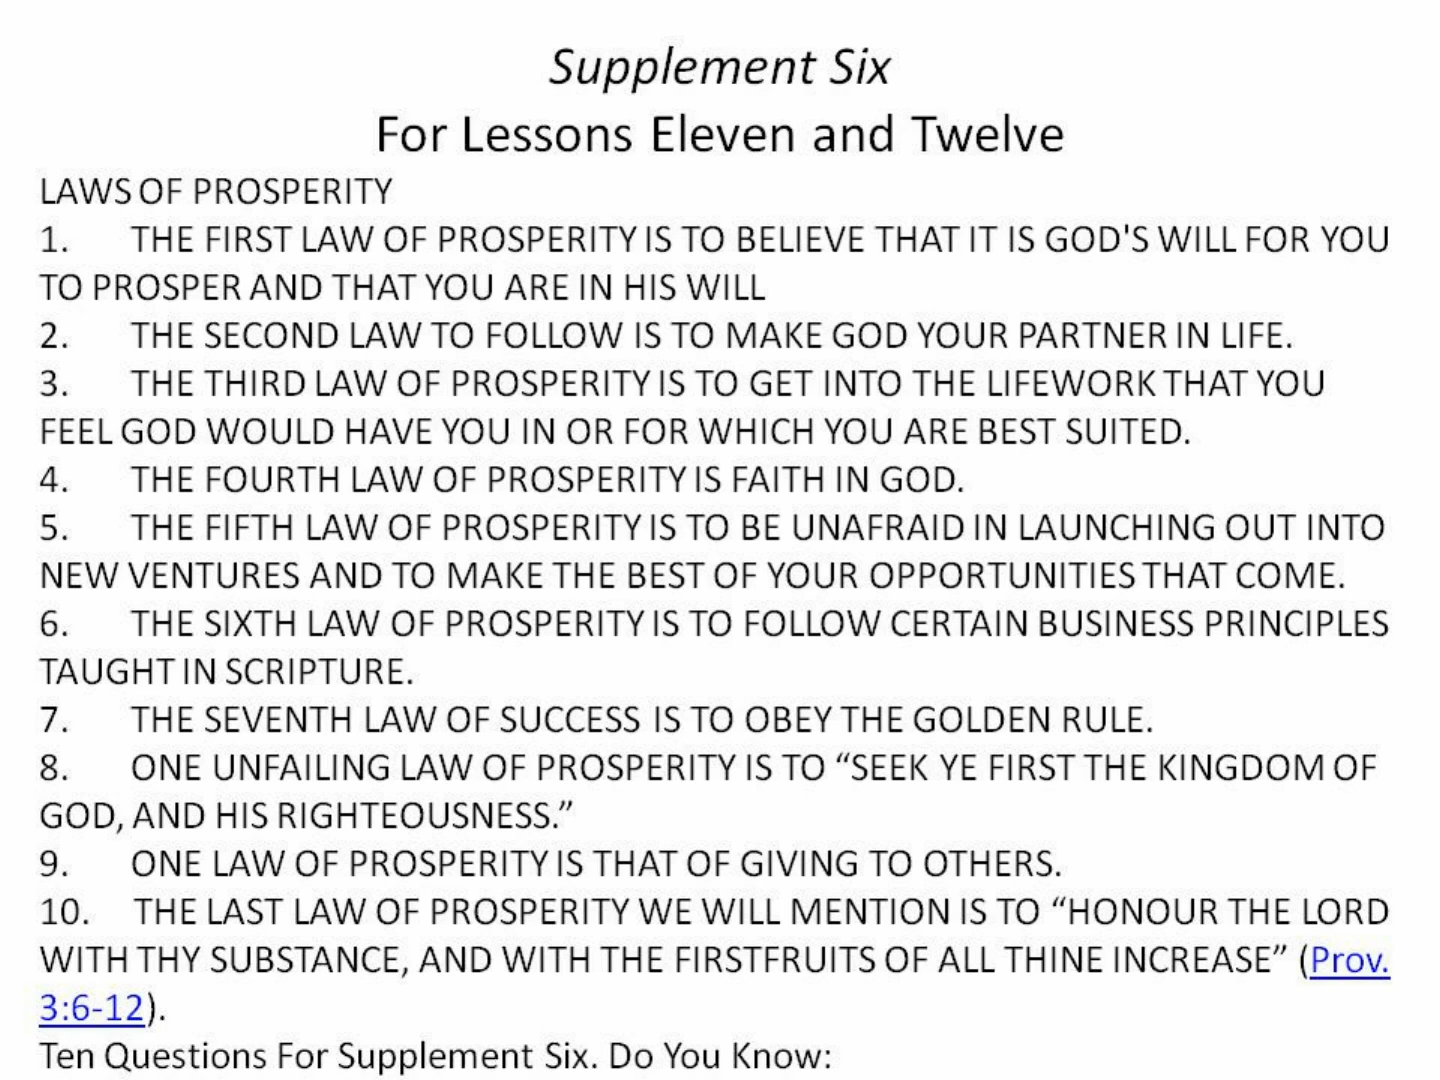 Supplement Six
For Lessons Eleven and Twelve
LAWS OF PROSPERITY
1. THE FIRST LAW OF PROSPERITY IS TO BELIEVE THAT IT IS GOD'S WILL FOR YOU
TO PROSPER AND THAT YOU ARE IN HIS WILL
2. THE SECOND LAW TO FOLLOW IS TO MAKE GOD YOUR PARTNER IN LIFE.
3. THE THIRD LAW OF PROSPERITY IS TO GET INTO THE LIFEWORK THAT YOU
FEEL GOD WOULD HAVE YOU IN OR FOR WHICH YOU ARE BEST SUITED.
4. THE FOURTH LAW OF PROSPERITY IS FAITH IN GOD.
5. THE FIFTH LAW OF PROSPERITY IS TO BE UNAFRAID IN LAUNCHING OUT INTO
NEW VENTURES AND TO MAKE THE BEST OF YOUR OPPORTUNITIES THAT COME.
6. THE SIXTH LAW OF PROSPERITY IS TO FOLLOW CERTAIN BUSINESS PRINCIPLES
TAUGHT IN SCRIPTURE.
7. THE SEVENTH LAW OF SUCCESS IS TO OBEY THE GOLDEN RULE.
8. ONE UNFAILING LAW OF PROSPERITY IS TO “SEEK YE FIRST THE KINGDOM OF
GOD, AND HIS RIGHTEOUSNESS.”
9. ONE LAW OF PROSPERITY IS THAT OF GIVING TO OTHERS.
10. THE LAST LAW OF PROSPERITY WE WILL MENTION IS TO “HONOUR THE LORD
WITH THY SUBSTANCE, AND WITH THE FIRSTFRUITS OF ALL THINE INCREASE” (Prov.
3:6-12).
Ten Questions For Supplement Six. Do You Know: